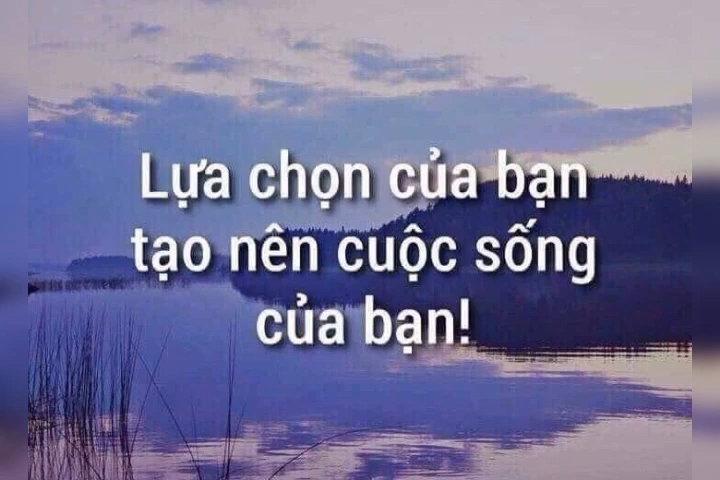 Lựa chọn của bạn
tạo nên cuộc sống
của bạn!